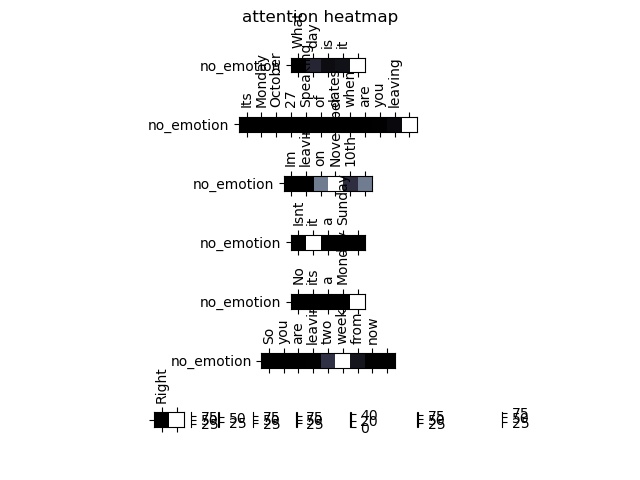 attention heatmap
What day is it
no_emotion
Its Monday October 27 Speaking of dates when are you leaving
no_emotion
Im leaving on November 10th
no_emotion
Isnt it a Sunday
no_emotion
No its a Monday
no_emotion
So you are leaving two weeks from now
no_emotion
Right
75 50 75 75 40 75 75
50 25 50 50 20 50 50
25 25 25 0 25 25